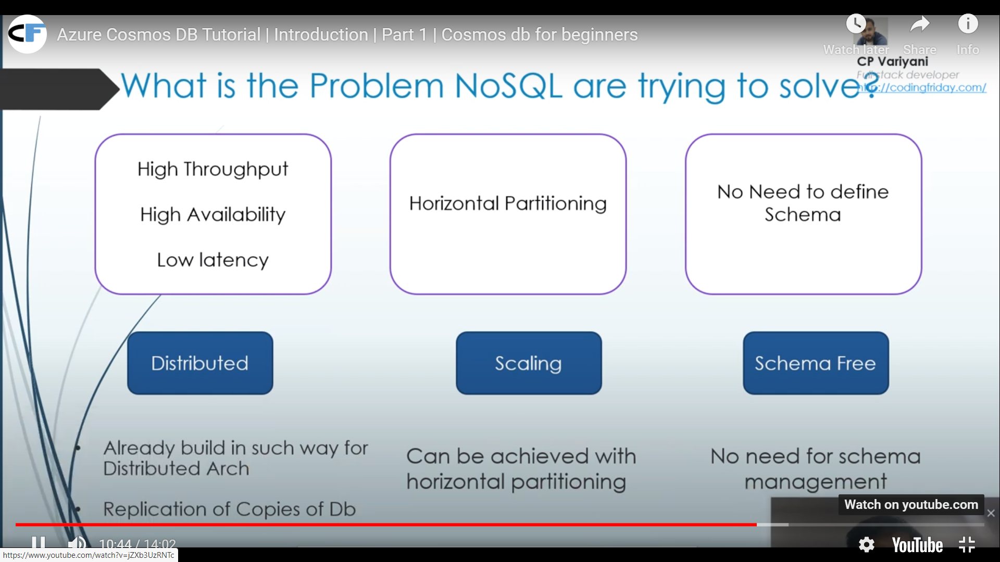 CF
Azure Cosmos DB Tutorial | Introduction | Part 1 | Cosmos db for beginners
Watch later
Share
Info
CP Variyani
Full stack developer
http://codingfriday.com/
What is the Problem NoSQL are trying to solve?
High Throughput
High Availability
Low latency
Horizontal Partitioning
No Need to define
Schema
Distributed
Scaling
Schema Free
• Already build in such way for
Distributed Arch
• Replication of Copies of Db
Can be achieved with
horizontal partitioning
No need for schema
management
Watch on youtube.com
10:44 / 14:02
YouTube
https://www.youtube.com/watch?v=jZXb3UzRNTc